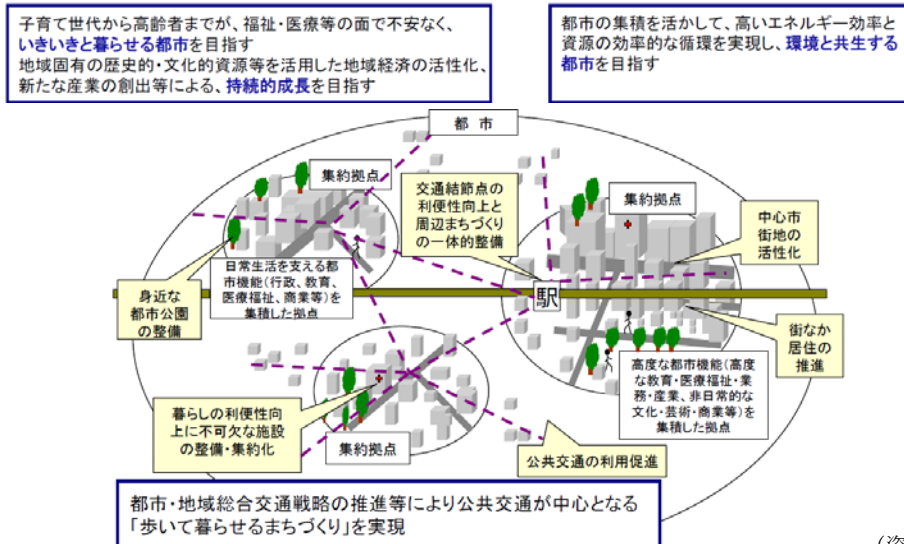 子育て世代から高齢者までが、福祉・医療等の面で不安なく、
いきいきと暮らせる都市を目指す
地域固有の歴史的・文化的資源等を活用した地域経済の活性化、
新たな産業の創出等による、持続的成長を目指す
都市の集積を活かして、高いエネルギー効率と
資源の効率的な循環を実現し、環境と共生する
都市を目指す
都 市
集約拠点
交通結節点の
利便性向上と
周辺まちづくり
の一体的整備
集約拠点
中心市
街地の
活性化
日常生活を支える都
市機能(行政、教育、
医療福祉、商業等)を
集積した拠点
身近な
都市公園
の整備
駅
街なか
居住の
推進
高度な都市機能(高度
な教育・医療福祉・業
務・産業、非日常的な
文化・芸術・商業等)を
集積した拠点
暮らしの利便性向
上に不可欠な施設
の整備・集約化
集約拠点
公共交通の利用促進
都市・地域総合交通戦略の推進等により公共交通が中心となる
「歩いて暮らせるまちづくり」を実現